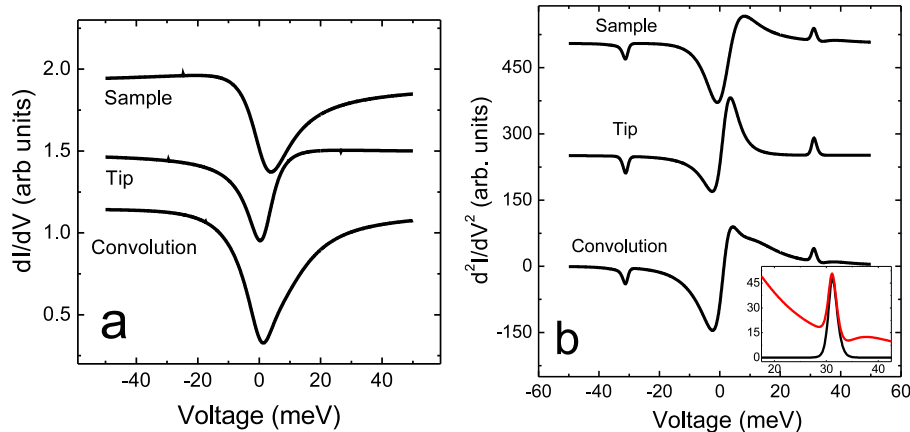 dI/dV (arb units)
2.0
1.5
1.0
0.5
Sample
Tip
Convolution
a
-40
-20
0
20
40
Voltage (meV)
d²I/dV² (arb. units)
450
300
150
0
-150
Sample
Tip
Convolution
b
45
30
15
0
20
30
40
-60
-40
-20
0
20
40
60
Voltage (meV)